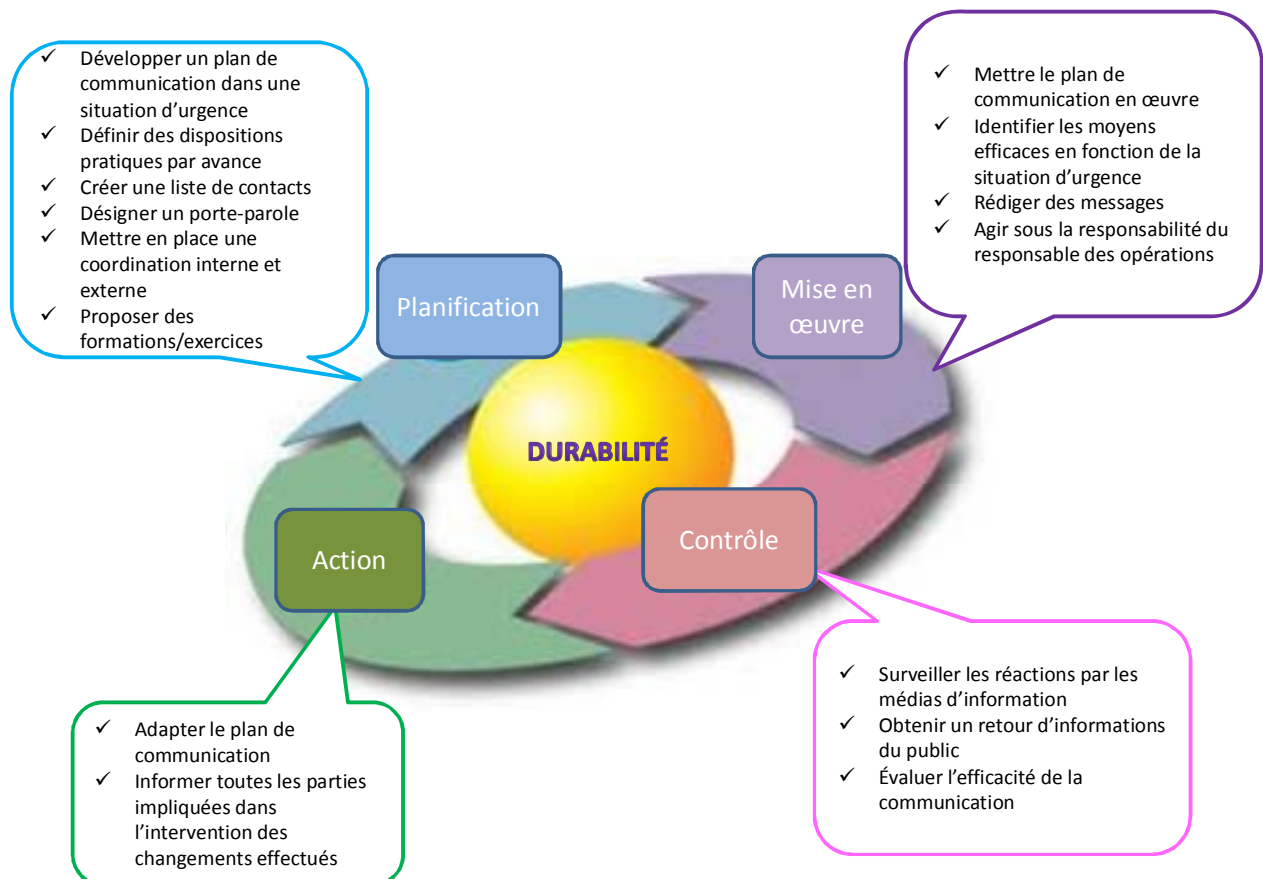 ✓ Développer un plan de
communication dans une
situation d’urgence
✓ Définir des dispositions
pratiques par avance
✓ Créer une liste de contacts
✓ Désigner un porte-parole
✓ Mettre en place une
coordination interne et
externe
✓ Proposer des
formations/exercices
✓ Mettre le plan de
communication en œuvre
✓ Identifier les moyens
efficaces en fonction de la
situation d’urgence
✓ Rédiger des messages
✓ Agir sous la responsabilité du
responsable des opérations
Planification
Mise en
œuvre
DURABILITÉ
Action
Contrôle
✓ Adapter le plan de
communication
✓ Informer toutes les parties
impliquées dans
l’intervention des
changements effectués
✓ Surveiller les réactions par les
médias d’information
✓ Obtenir un retour d’informations
du public
✓ Évaluer l’efficacité de la
communication